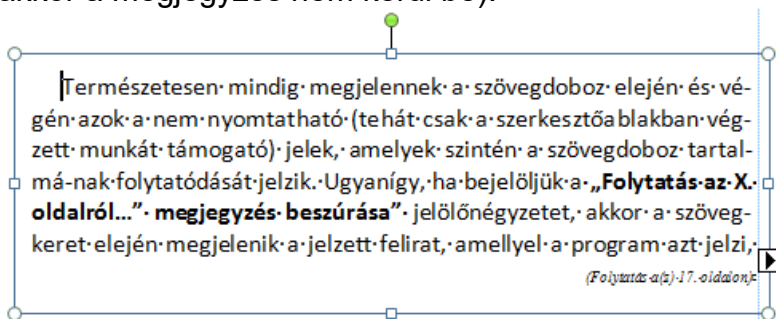 akkor a megjegyzés nem kerül be).
Természetesen mindig megjelennek a szövegdoboz elején és vé-
gén azok a nem nyomtatható (tehát csak a szerkesztőablakban vég-
zett munkát támogató) jelek, amelyek szintén a szövegdoboz tartal-
má-nak folytatódását jelzik. Ugyanígy, ha bejelöljük a „Folytatás az X.
oldalról…” megjegyzés beszúrása” jelölőnégyzetet, akkor a szöveg-
keret elején megjelenik a jelzett felirat, amellyel a program azt jelzi,
(Folytatás a(z) 17. oldalon)